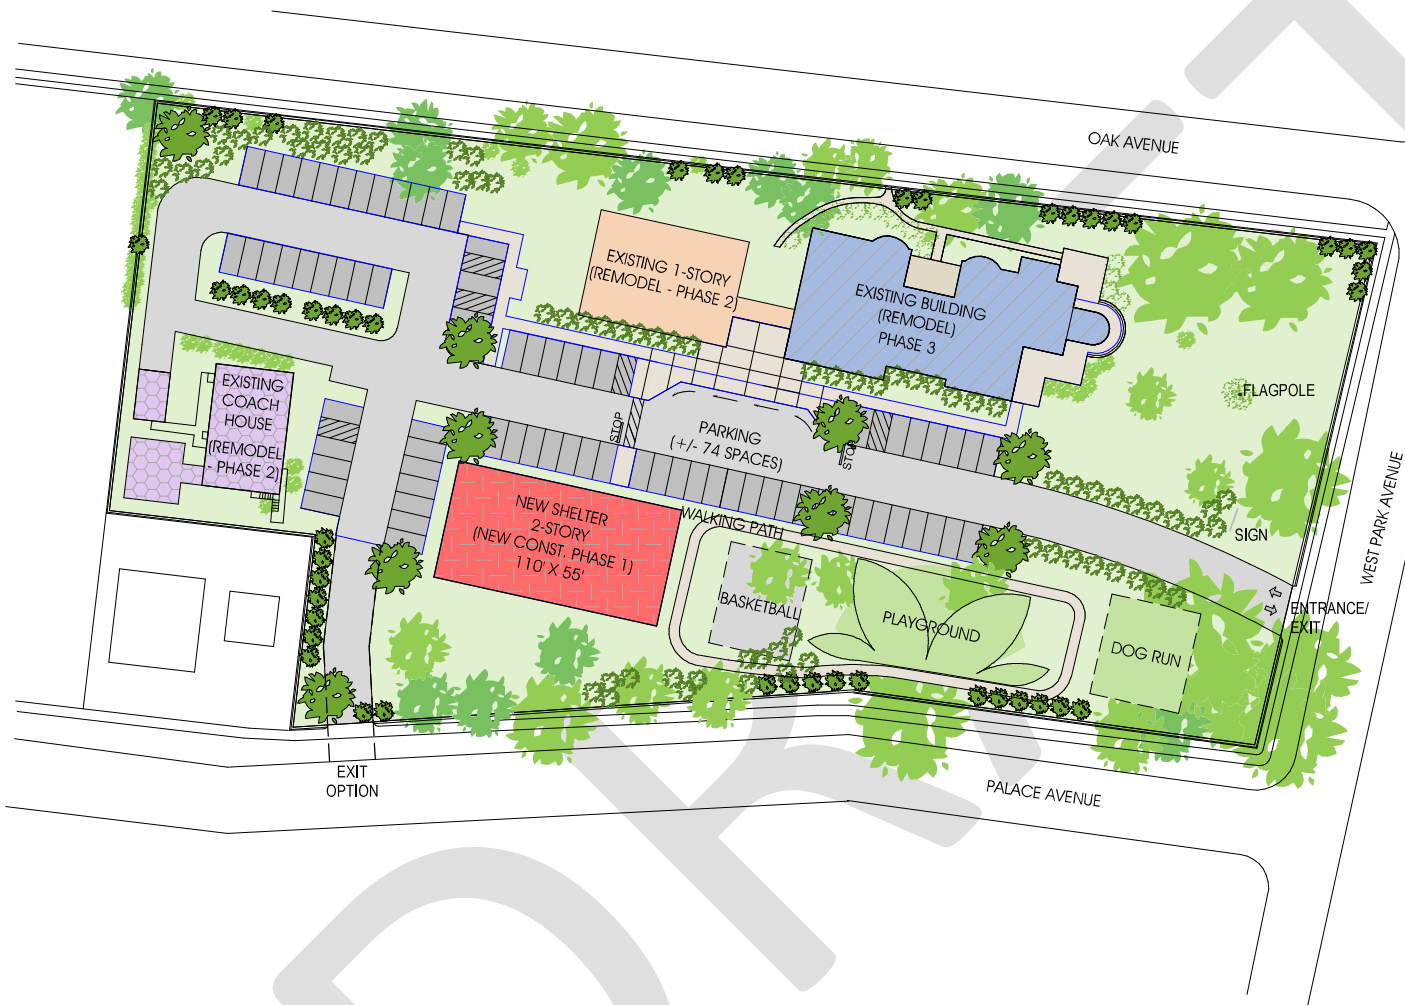 OAK AVENUE
EXISTING 1-STORY
(REMODEL - PHASE 2)
EXISTING BUILDING
(REMODEL)
PHASE 3
EXISTING
COACH
HOUSE
(REMODEL
- PHASE 2)
FLAGPOLE
STOP
PARKING
(+/- 74 SPACES)
STOP
NEW SHELTER
2-STORY
(NEW CONST. PHASE 1)
110' X 55'
WALKING PATH
SIGN
WEST PARK AVENUE
BASKETBALL
PLAYGROUND
DOG RUN
ENTRANCE/
EXIT
EXIT
OPTION
PALACE AVENUE
DRAFT